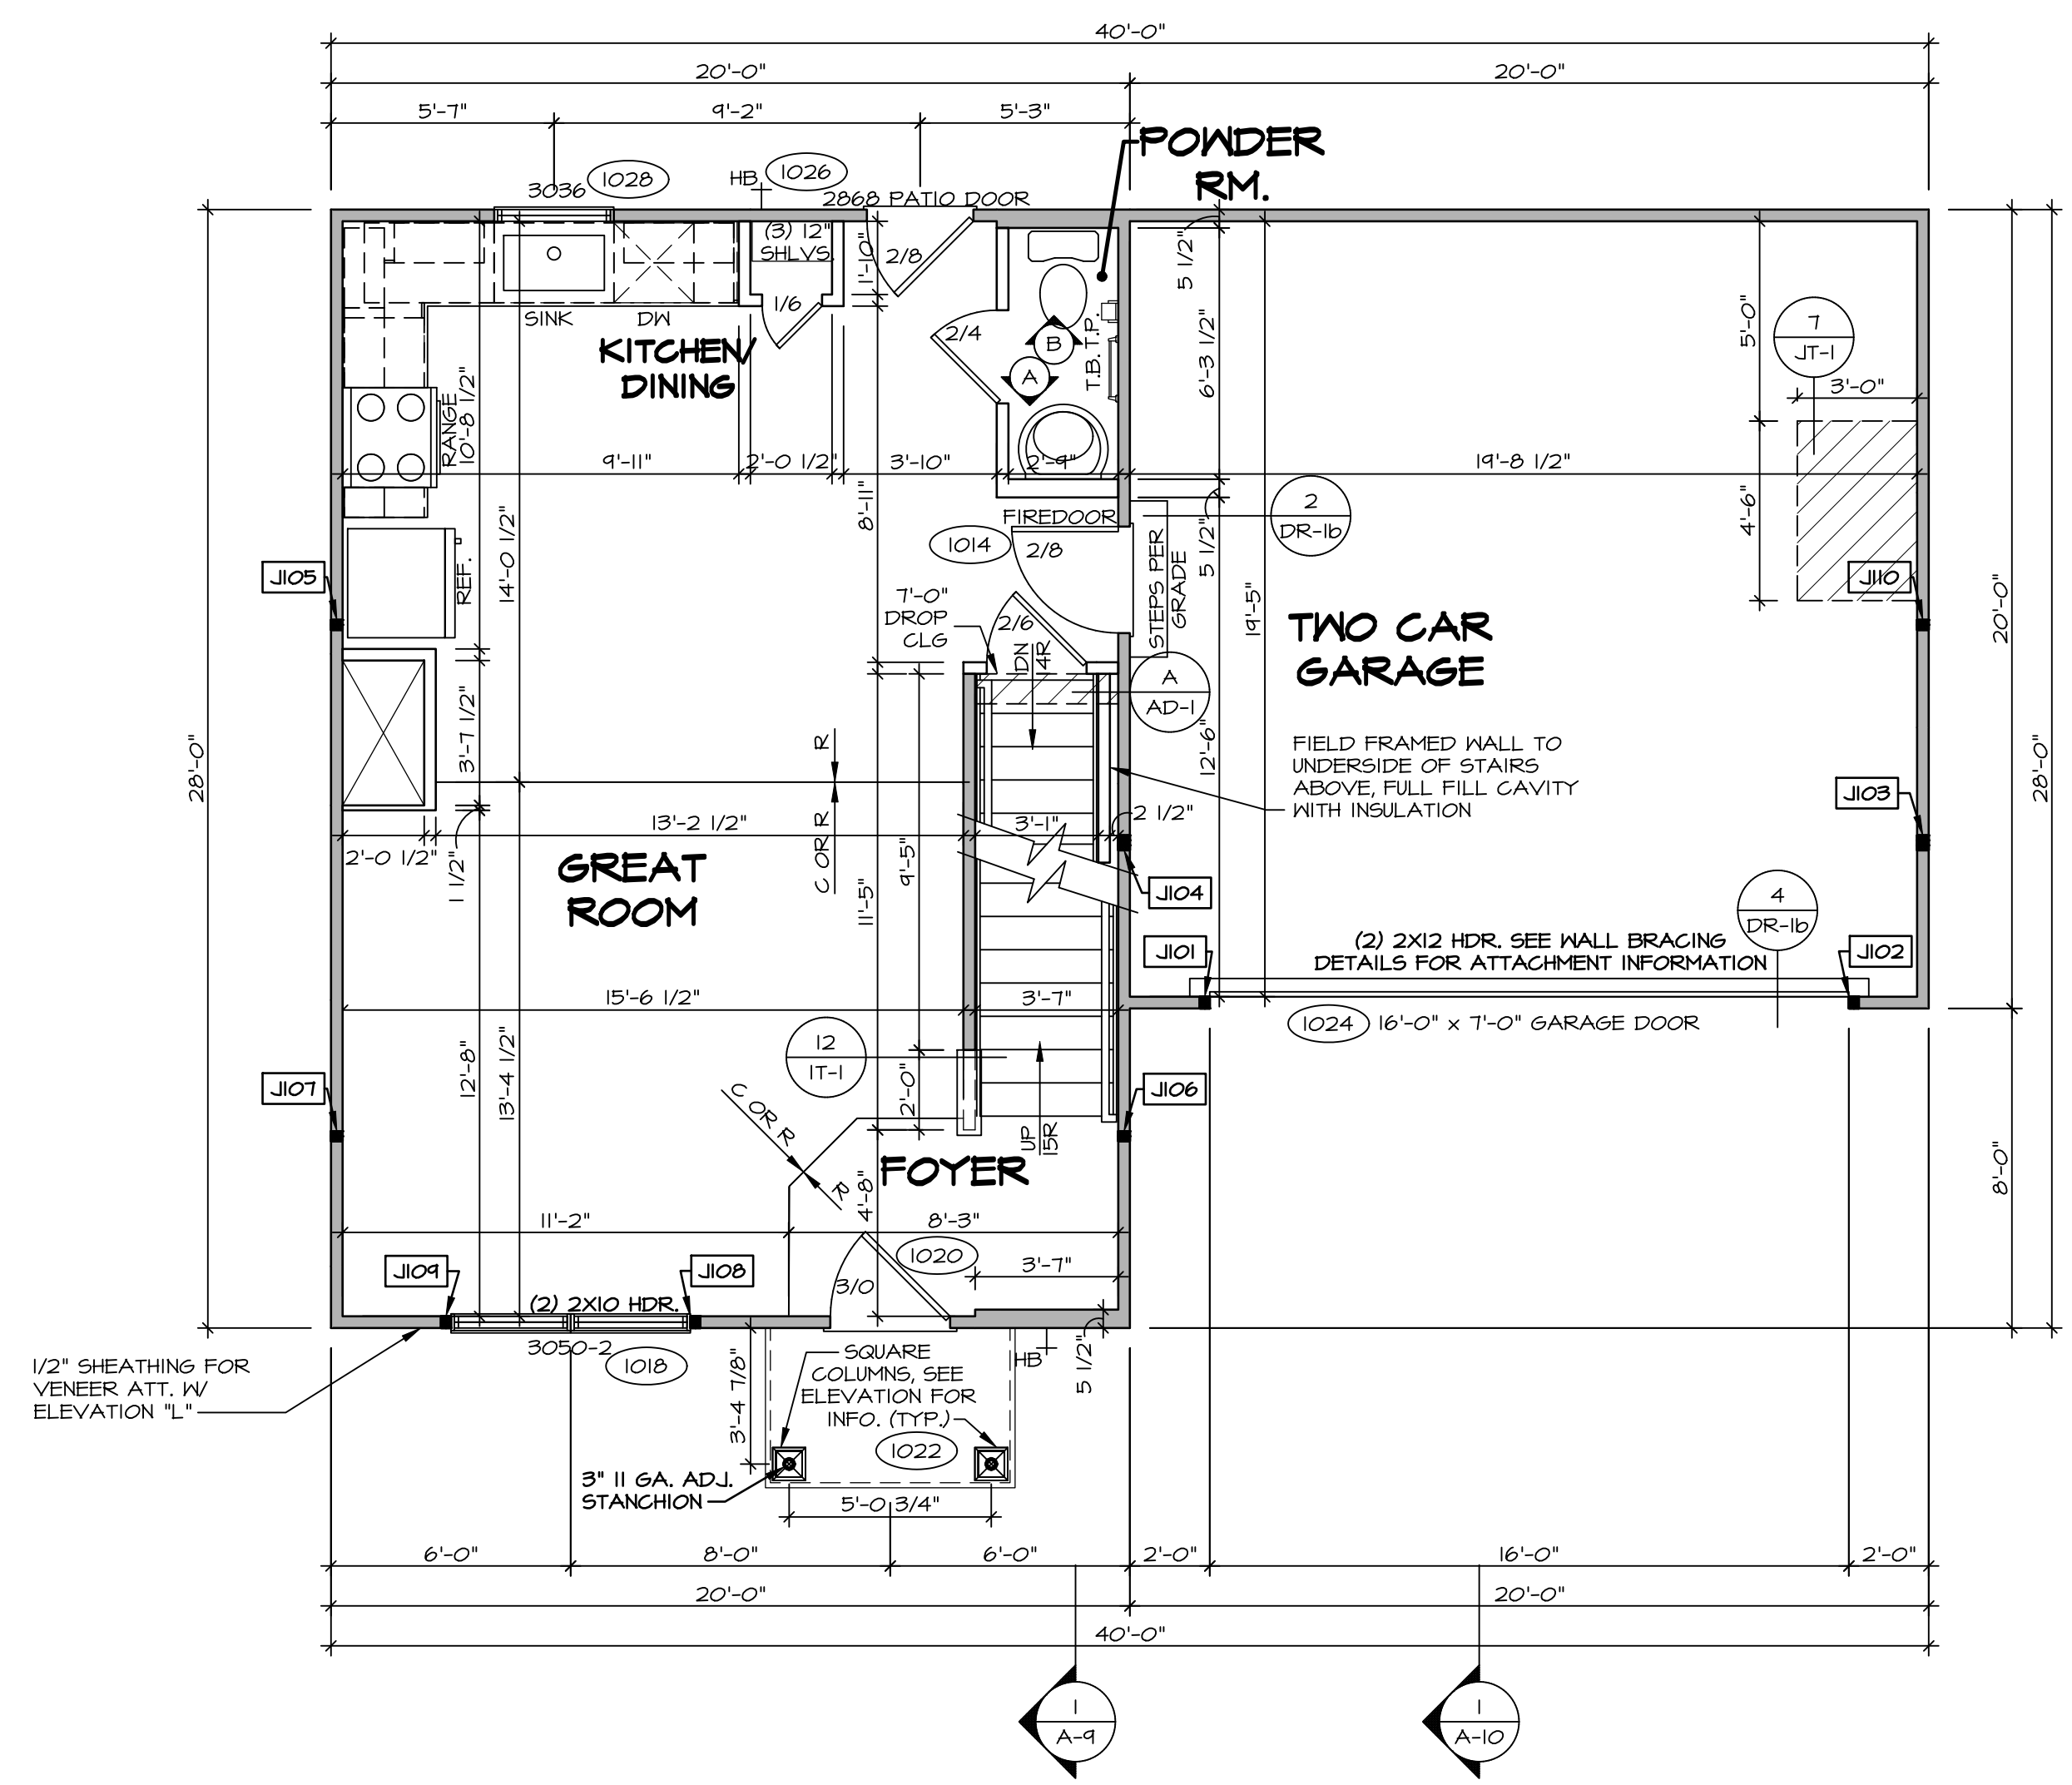 40'-0"
20'-0"
20'-0"
5'-7"
9'-2"
5'-3"
POWDER
RM.
3036
1028
HB
1026
2868 PATIO DOOR
(3) 12"
SHLVS.
1'-10"
2/8
5 1/2"
1/6
2/4
SINK
DW
KITCHEN/
DINING
B
A
T.B.
T.P.
6'-3 1/2"
5'-0"
7
JT-1
3'-0"
RANGE
10'-8 1/2"
9'-11"
2'-0 1/2"
3'-10"
2'-9"
19'-8 1/2"
8'-11"
14'-0 1/2"
FIREDOOR
1014
2/8
2
DR-1b
5 1/2"
4'-6"
J105
REF.
7'-0"
DROP
CLG
2/6
STEPS PER
GRADE
19'-5"
J110
20'-0"
TWO CAR
GARAGE
DN
4R
A
AD-1
28'-0"
3'-7 1/2"
C OR R
R
12'-6"
FIELD FRAMED WALL TO
UNDERSIDE OF STAIRS
ABOVE, FULL FILL CAVITY
WITH INSULATION
J103
28'-0"
13'-2 1/2"
3'-1"
2 1/2"
2'-0 1/2"
1 1/2"
GREAT
ROOM
9'-5"
11'-5"
J104
4
DR-1b
J101
(2) 2X12 HDR. SEE WALL BRACING
DETAILS FOR ATTACHMENT INFORMATION
J102
15'-6 1/2"
3'-7"
1024
16'-0" x 7'-0" GARAGE DOOR
12
IT-1
12'-8"
13'-4 1/2"
J107
C OR R
R
2'-0"
J106
UP
15R
8'-0"
FOYER
4'-8"
11'-2"
8'-3"
1020
3'-7"
J109
J108
3/0
(2) 2X10 HDR.
3050-2
1018
1/2" SHEATHING FOR
VENEER ATT. W/
ELEVATION "L"
3'-4 7/8"
SQUARE
COLUMNS, SEE
ELEVATION FOR
INFO. (TYP.)
HB
5 1/2"
1022
3" 11 GA. ADJ.
STANCHION
5'-0 3/4"
6'-0"
8'-0"
6'-0"
2'-0"
16'-0"
2'-0"
20'-0"
20'-0"
40'-0"
1
A-9
1
A-10